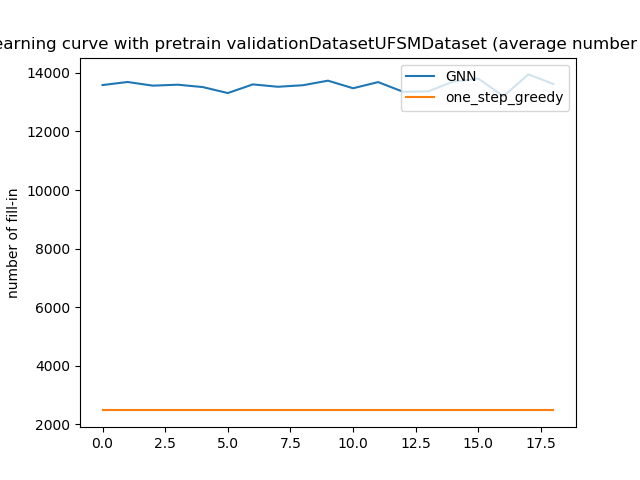 earning curve with pretrain validationDatasetUFSMDataset (average number
GNN
one_step_greedy
number of fill-in
14000
12000
10000
8000
6000
4000
2000
0.0 2.5 5.0 7.5 10.0 12.5 15.0 17.5